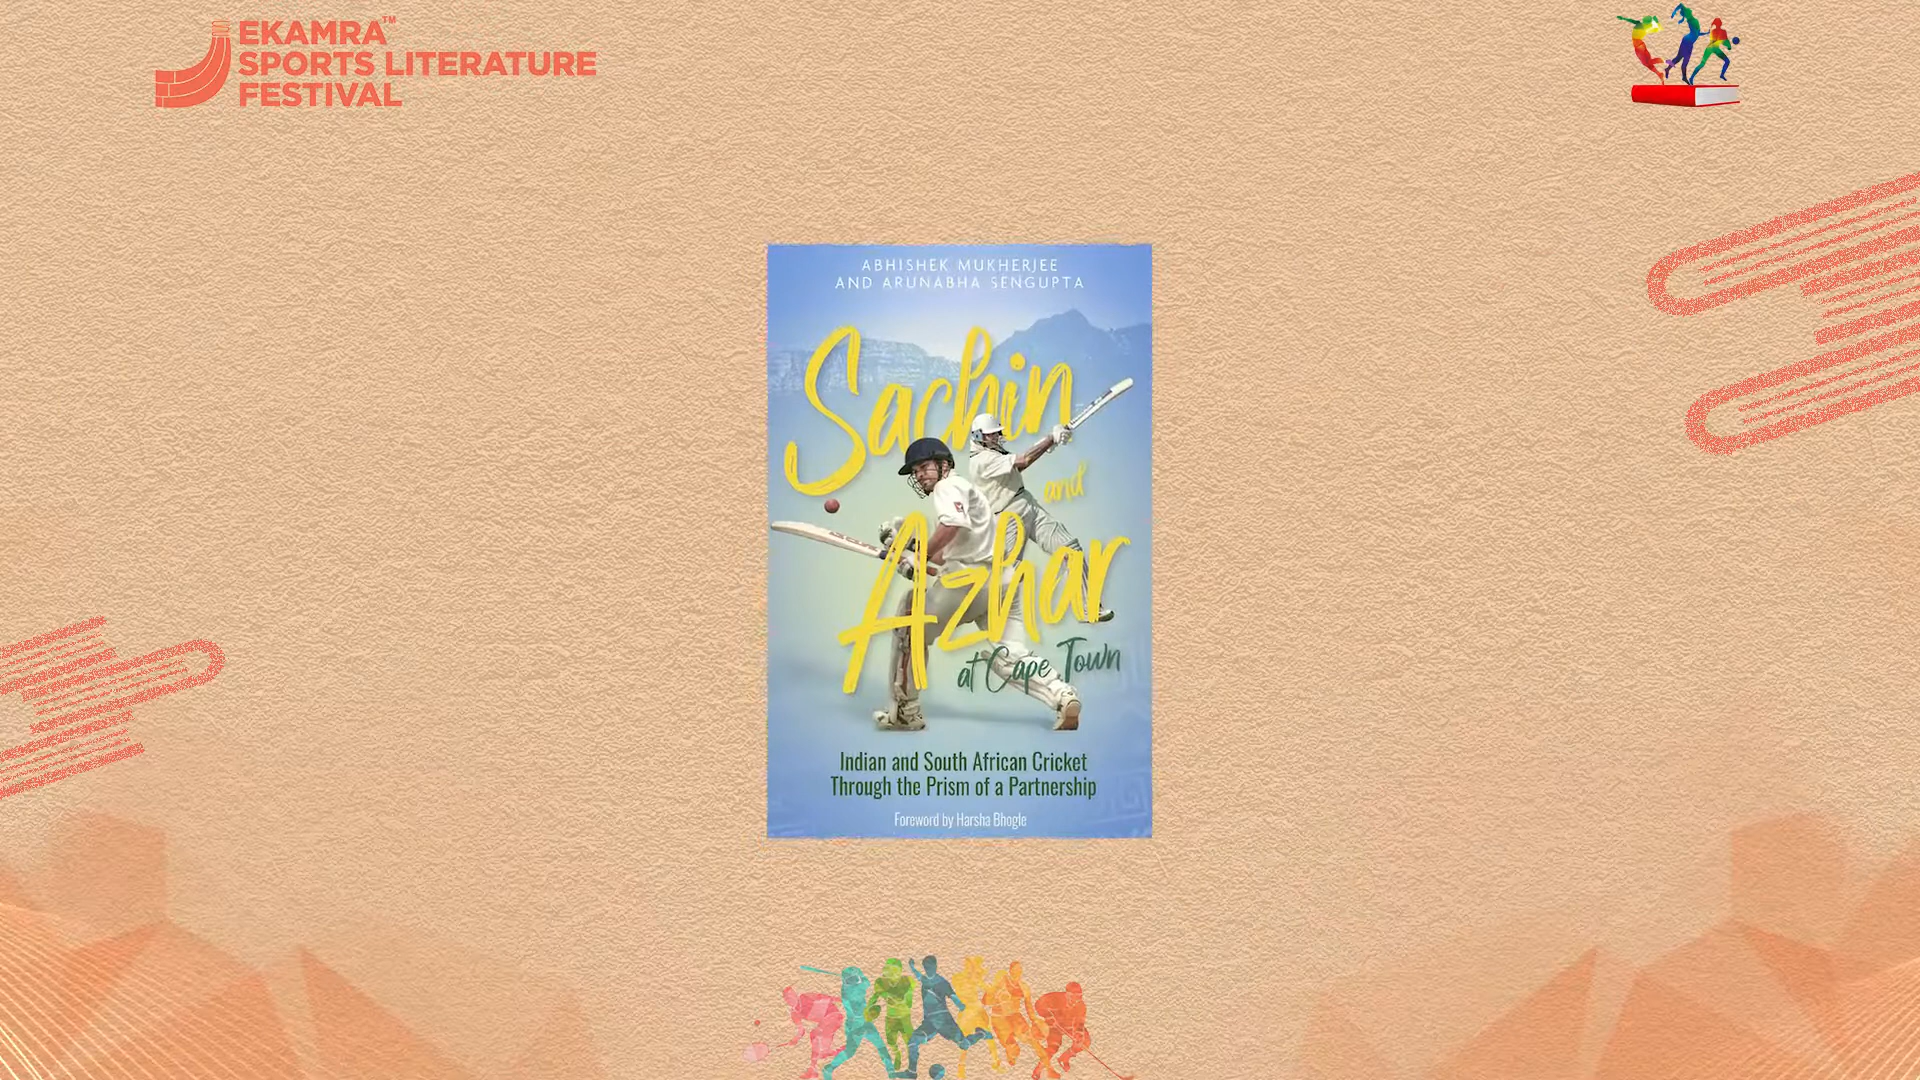 EKAMRA™
SPORTS LITERATURE
FESTIVAL
ABHISHEK MUKHERJEE
AND ARUNABHA SENGUPTA
Sachin
and
Azhar
at Cape Town
Indian and South African Cricket
Through the Prism of a Partnership
Foreword by Harsha Bhogle